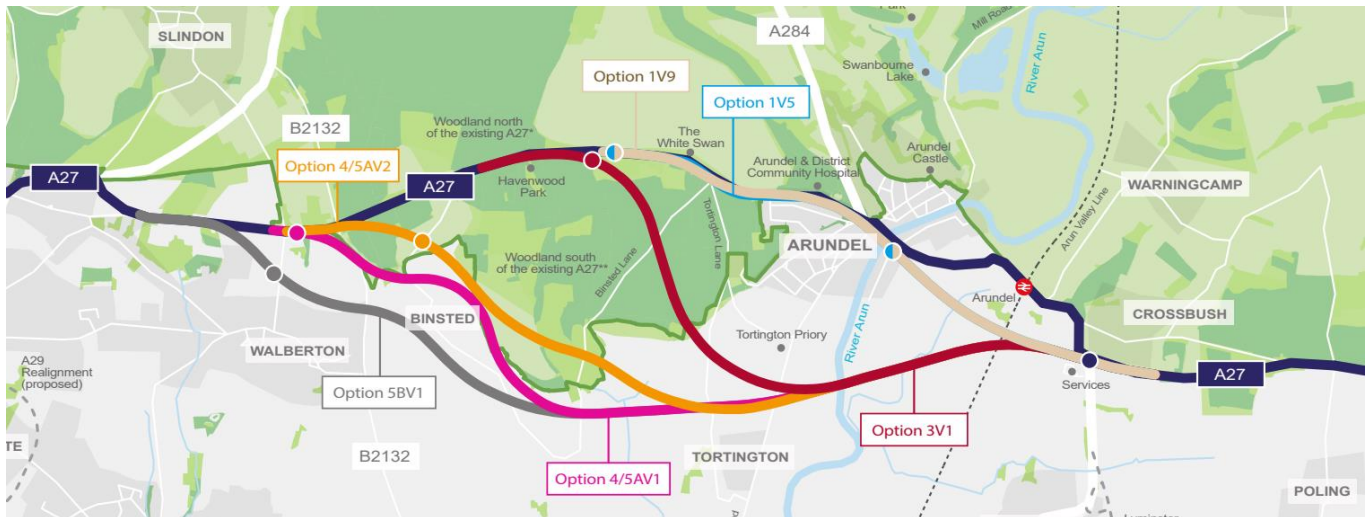 SLINDON
Park
Mill Road
A284
River Arun
Swanbourne
Lake
Option 1V9
Option 1V5
Woodland north
of the existing A27*
B2132
The
White Swan
Option 4/5AV2
Arundel & District
Community Hospital
Arundel
Castle
A27
A27
Havenwood
Park
WARNINGCAMP
Arun Valley Line
Tortington Lane
ARUNDEL
Woodland south
of the existing A27**
Binsted Lane
Arundel
BINSTED
CROSSBUSH
WALBERTON
Tortington Priory
River Arun
A29
Realignment
(proposed)
Services
A27
Option 5BV1
Option 3V1
TE
B2132
TORTINGTON
Option 4/5AV1
POLING